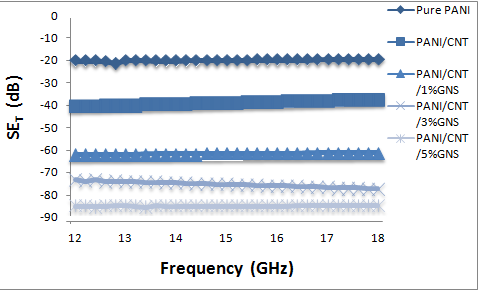 SET (dB)
0
-10
-20
-30
-40
-50
-60
-70
-80
-90
12
13
14
15
16
17
18
Frequency (GHz)
Pure PANI
PANI/CNT
PANI/CNT
/1%GNS
PANI/CNT
/3%GNS
PANI/CNT
/5%GNS